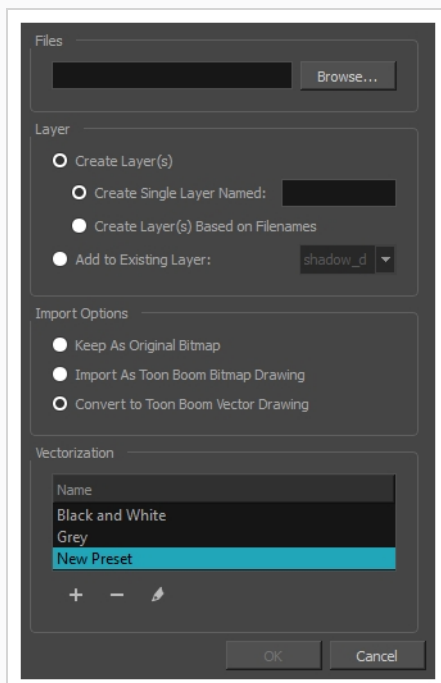 Files
Browse...
Layer
Create Layer(s)
Create Single Layer Named:
Create Layer(s) Based on Filenames
Add to Existing Layer:
shadow_d
Import Options
Keep As Original Bitmap
Import As Toon Boom Bitmap Drawing
Convert to Toon Boom Vector Drawing
Vectorization
Name
Black and White
Grey
New Preset
OK Cancel